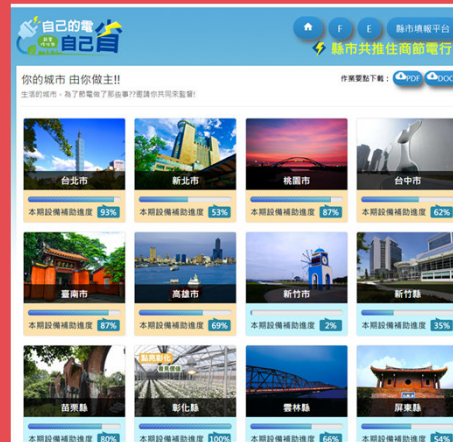 自己的電
自己省
F
E
縣市填報平台
縣市共推住商節電行
你的城市 由你做主!!
生活的城市，為了節電做了那些事??邀請你共同來監督!
作業要點下載：
PDF
DOC
台北市
新北市
桃園市
台中市
本期設備補助進度 93%
本期設備補助進度 53%
本期設備補助進度 87%
本期設備補助進度 62%
臺南市
高雄市
新竹市
新竹縣
本期設備補助進度 87%
本期設備補助進度 69%
本期設備補助進度 2%
本期設備補助進度 35%
苗栗縣
彰化縣
雲林縣
屏東縣
本期設備補助進度 80%
本期設備補助進度 100%
本期設備補助進度 66%
本期設備補助進度 54%